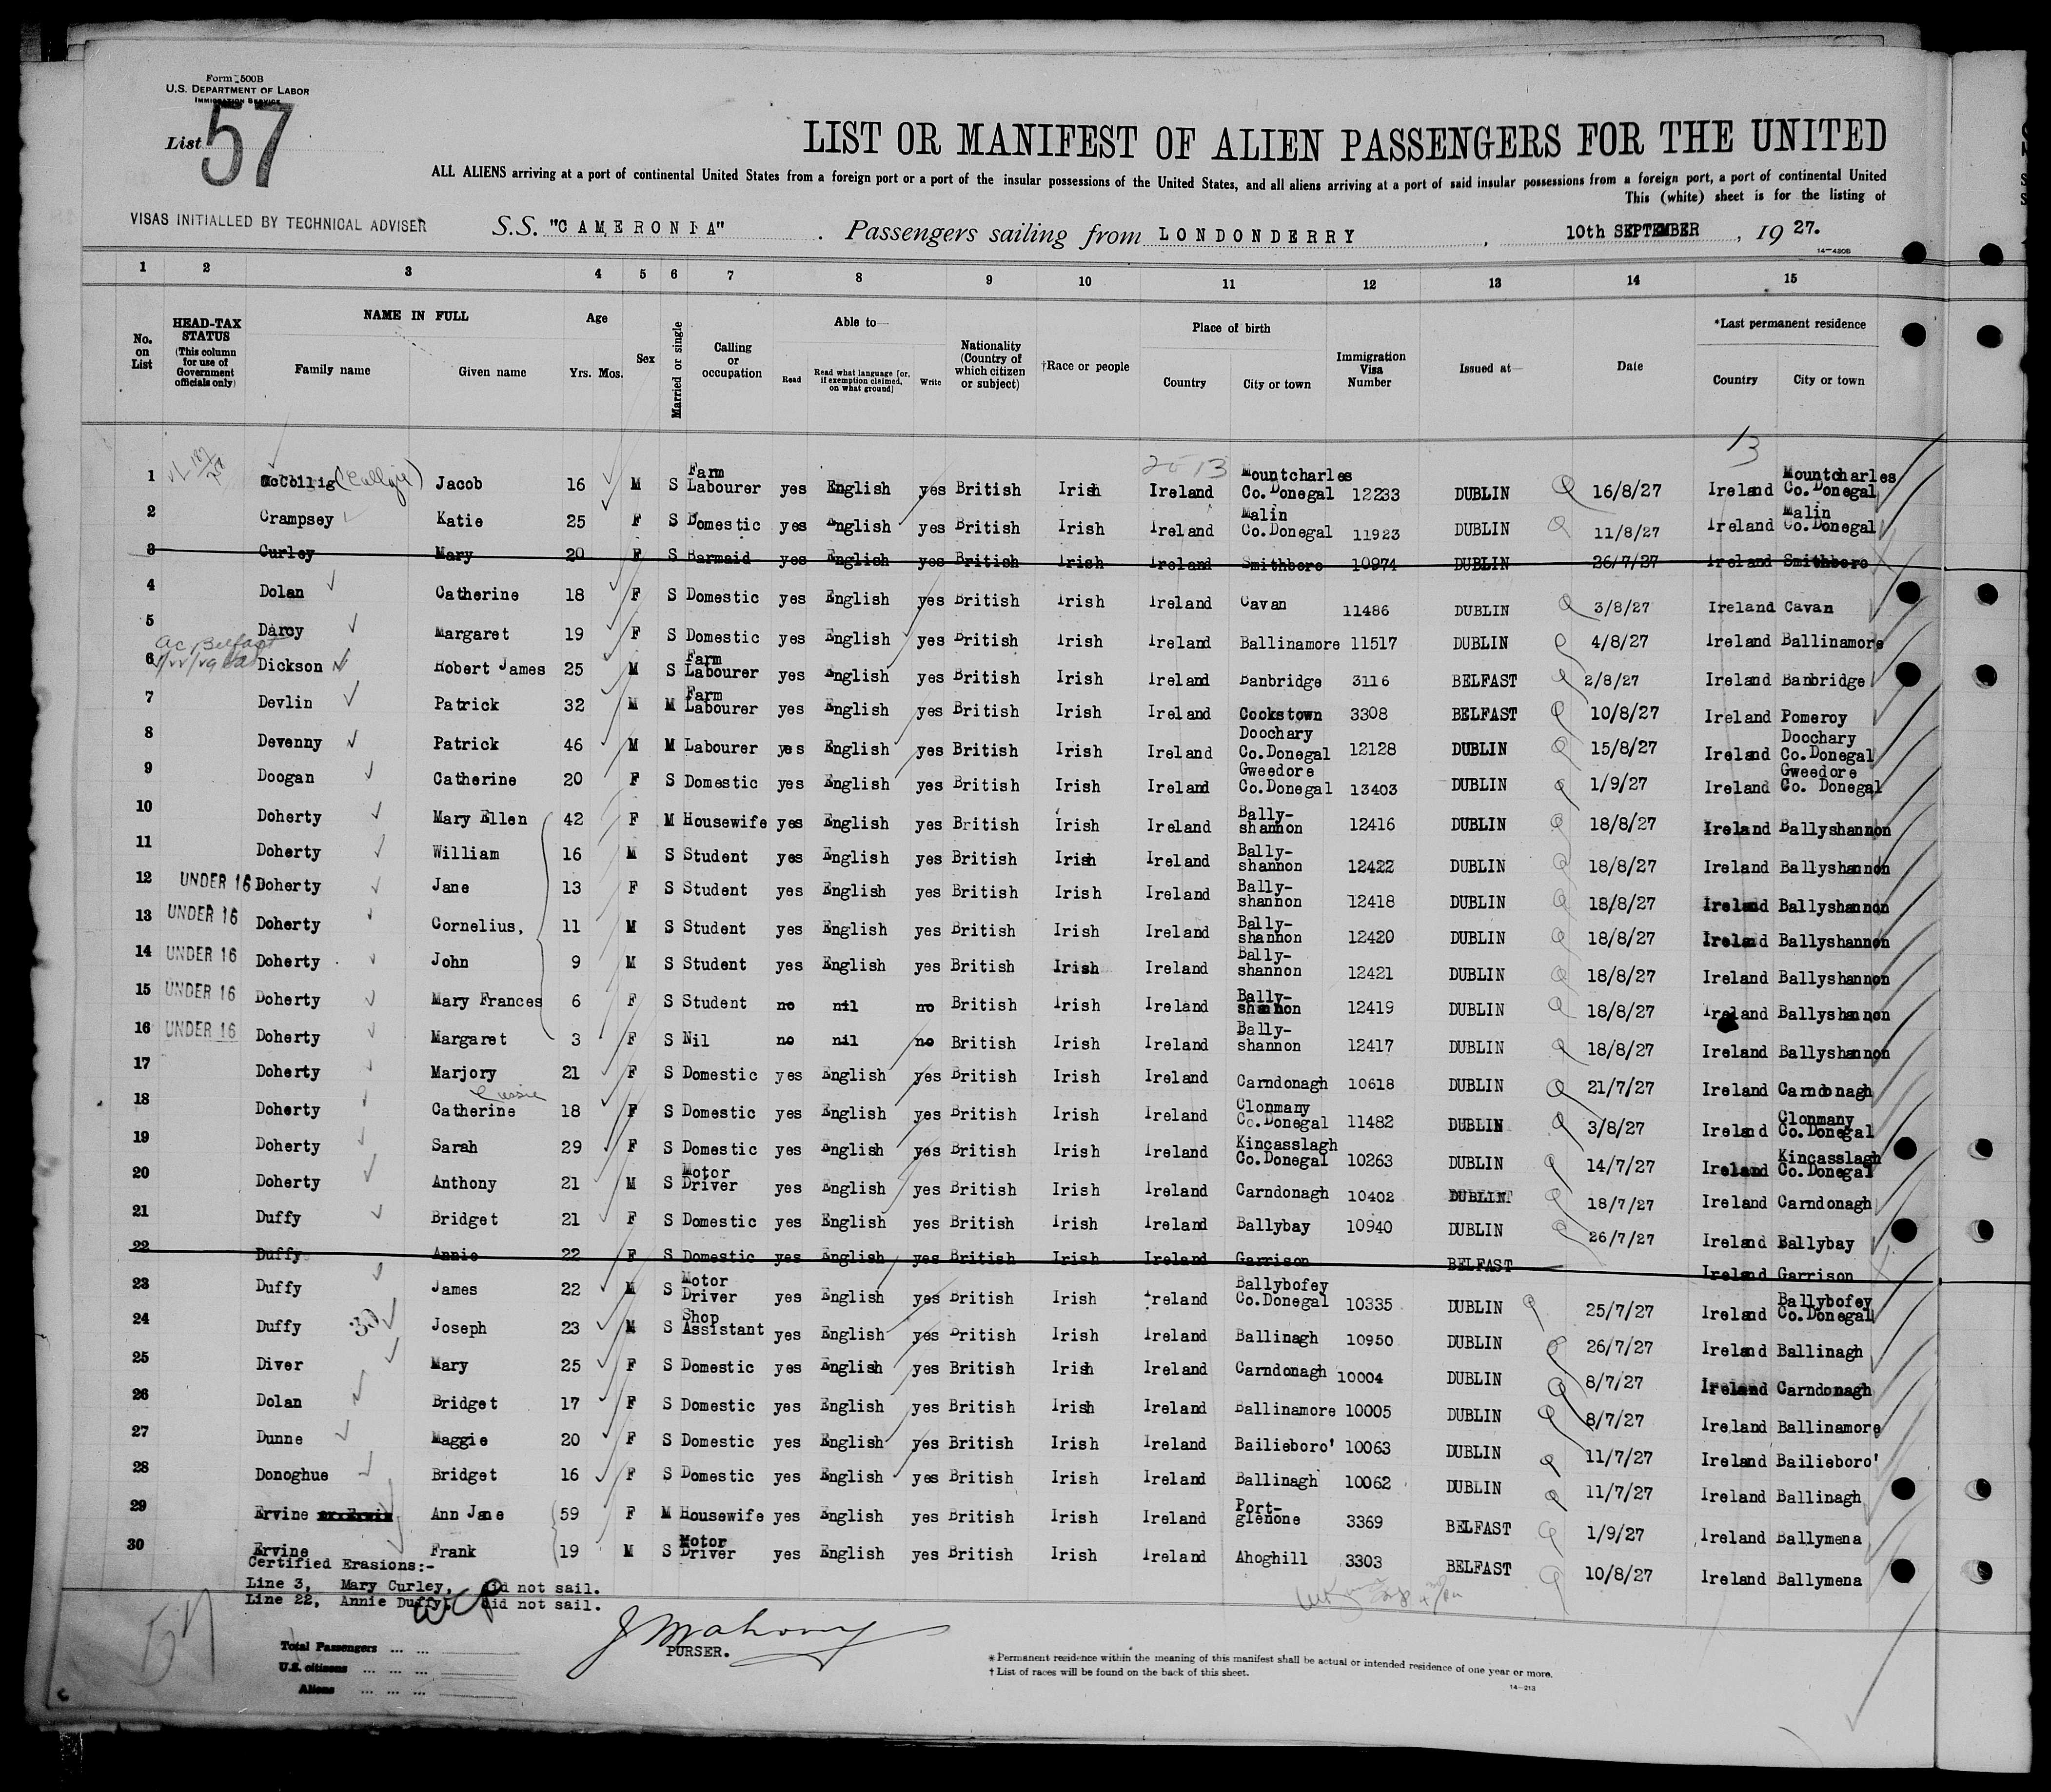 Form 500B
U.S. DEPARTMENT OF LABOR
IMMIGRATION SERVICE
List 57
LIST OR MANIFEST OF ALIEN PASSENGERS FOR THE UNITED
ALL ALIENS arriving at a port of continental United States from a foreign port or a port of the insular possessions of the United States, and all aliens arriving at a port of said insular possessions from a foreign port, a port of continental United
This (white) sheet is for the listing of
VISAS INITIALLED BY TECHNICAL ADVISER S.S. "CAMERONIA" . Passengers sailing from LONDONDERRY , 10th SEPTEMBER , 19 27.
14-430B
1 2 3 4 5 6 7 8 9 10 11 12 13 14 15
No. on List HEAD-TAX STATUS (This column for use of Government officials only) NAME IN FULL Family name Given name Age Yrs. Mos. Sex Married or single Calling or occupation Able to— Read Read what language [or, if exemption claimed, on what ground] Write Nationality (Country of which citizen or subject) †Race or people Place of birth Country City or town Immigration Visa Number Issued at— Date *Last permanent residence Country City or town
2013 13
1 Jacob 16 M S Farm Labourer yes English yes British Irish Ireland Mountcharles Co. Donegal 12233 DUBLIN 16/8/27 Ireland Mountcharles Co. Donegal
2 Crampsey Katie 25 F S Domestic yes English yes British Irish Ireland Malin Co. Donegal 11923 DUBLIN 11/8/27 Ireland Malin Co. Donegal
3 Curley Mary 20 F S Barmaid yes English yes British Irish Ireland Smithboro 10974 DUBLIN 26/7/27 Ireland Smithboro
4 Dolan Catherine 18 F S Domestic yes English yes British Irish Ireland Cavan 11486 DUBLIN 3/8/27 Ireland Cavan
5 Darcy Margaret 19 F S Domestic yes English yes British Irish Ireland Ballinamore 11517 DUBLIN 4/8/27 Ireland Ballinamore
ac. Belfast
6 Dickson Robert James 25 M S Farm Labourer yes English yes British Irish Ireland Banbridge 3116 BELFAST 2/8/27 Ireland Banbridge
7 Devlin Patrick 32 M M Farm Labourer yes English yes British Irish Ireland Cookstown 3308 BELFAST 10/8/27 Ireland Pomeroy
8 Devenny Patrick 46 M M Labourer yes English yes British Irish Ireland Doochary Co. Donegal 12128 DUBLIN 15/8/27 Ireland Doochary Co. Donegal
9 Doogan Catherine 20 F S Domestic yes English yes British Irish Ireland Gweedore Co. Donegal 13403 DUBLIN 1/9/27 Ireland Gweedore Co. Donegal
10 Doherty Mary Ellen 42 F M Housewife yes English yes British Irish Ireland Bally-shannon 12416 DUBLIN 18/8/27 Ireland Ballyshannon
11 Doherty William 16 M S Student yes English yes British Irish Ireland Bally-shannon 12422 DUBLIN 18/8/27 Ireland Ballyshannon
12 UNDER 16 Doherty Jane 13 F S Student yes English yes British Irish Ireland Bally-shannon 12418 DUBLIN 18/8/27 Ireland Ballyshannon
13 UNDER 16 Doherty Cornelius, 11 M S Student yes English yes British Irish Ireland Bally-shannon 12420 DUBLIN 18/8/27 Ireland Ballyshannon
14 UNDER 16 Doherty John 9 M S Student yes English yes British Irish Ireland Bally-shannon 12421 DUBLIN 18/8/27 Ireland Ballyshannon
15 UNDER 16 Doherty Mary Frances 6 F S Student no nil no British Irish Ireland Bally-shannon 12419 DUBLIN 18/8/27 Ireland Ballyshannon
16 UNDER 16 Doherty Margaret 3 F S Nil no nil no British Irish Ireland Bally-shannon 12417 DUBLIN 18/8/27 Ireland Ballyshannon
17 Doherty Marjory 21 F S Domestic yes English yes British Irish Ireland Carndonagh 10618 DUBLIN 21/7/27 Ireland Carndonagh
18 Doherty Catherine 18 F S Domestic yes English yes British Irish Ireland Clonmany Co. Donegal 11482 DUBLIN 3/8/27 Ireland Clonmany Co. Donegal
19 Doherty Sarah 29 F S Domestic yes English yes British Irish Ireland Kincasslagh Co. Donegal 10263 DUBLIN 14/7/27 Ireland Kincasslagh Co. Donegal
20 Doherty Anthony 21 M S Motor Driver yes English yes British Irish Ireland Carndonagh 10402 DUBLIN 18/7/27 Ireland Carndonagh
21 Duffy Bridget 21 F S Domestic yes English yes British Irish Ireland Ballybay 10940 DUBLIN 26/7/27 Ireland Ballybay
22 Duffy Annie 22 F S Domestic yes English yes British Irish Ireland Garrison BELFAST Ireland Garrison
23 Duffy James 22 M S Motor Driver yes English yes British Irish Ireland Ballybofey Co. Donegal 10335 DUBLIN 25/7/27 Ireland Ballybofey Co. Donegal
24 Duffy Joseph 23 M S Shop Assistant yes English yes British Irish Ireland Ballinagh 10950 DUBLIN 26/7/27 Ireland Ballinagh
25 Diver Mary 25 F S Domestic yes English yes British Irish Ireland Carndonagh 10004 DUBLIN 8/7/27 Ireland Carndonagh
26 Dolan Bridget 17 F S Domestic yes English yes British Irish Ireland Ballinamore 10005 DUBLIN 8/7/27 Ireland Ballinamore
27 Dunne Maggie 20 F S Domestic yes English yes British Irish Ireland Bailieboro' 10063 DUBLIN 11/7/27 Ireland Bailieboro'
28 Donoghue Bridget 16 F S Domestic yes English yes British Irish Ireland Ballinagh 10062 DUBLIN 11/7/27 Ireland Ballinagh
29 Ervine or Erwin Ann Jane 59 F M Housewife yes English yes British Irish Ireland Port-glenone 3369 BELFAST 1/9/27 Ireland Ballymena
30 Ervine Frank 19 M S Motor Driver yes English yes British Irish Ireland Ahoghill 3303 BELFAST 10/8/27 Ireland Ballymena
Certified Erasions:-
Line 3, Mary Curley, did not sail.
Line 22, Annie Duffy, did not sail.
J Mahony
PURSER.
Total Passengers ... ...
U.S. citizens ... ... ...
Aliens ... ... ...
* Permanent residence within the meaning of this manifest shall be actual or intended residence of one year or more.
† List of races will be found on the back of this sheet.
14-213